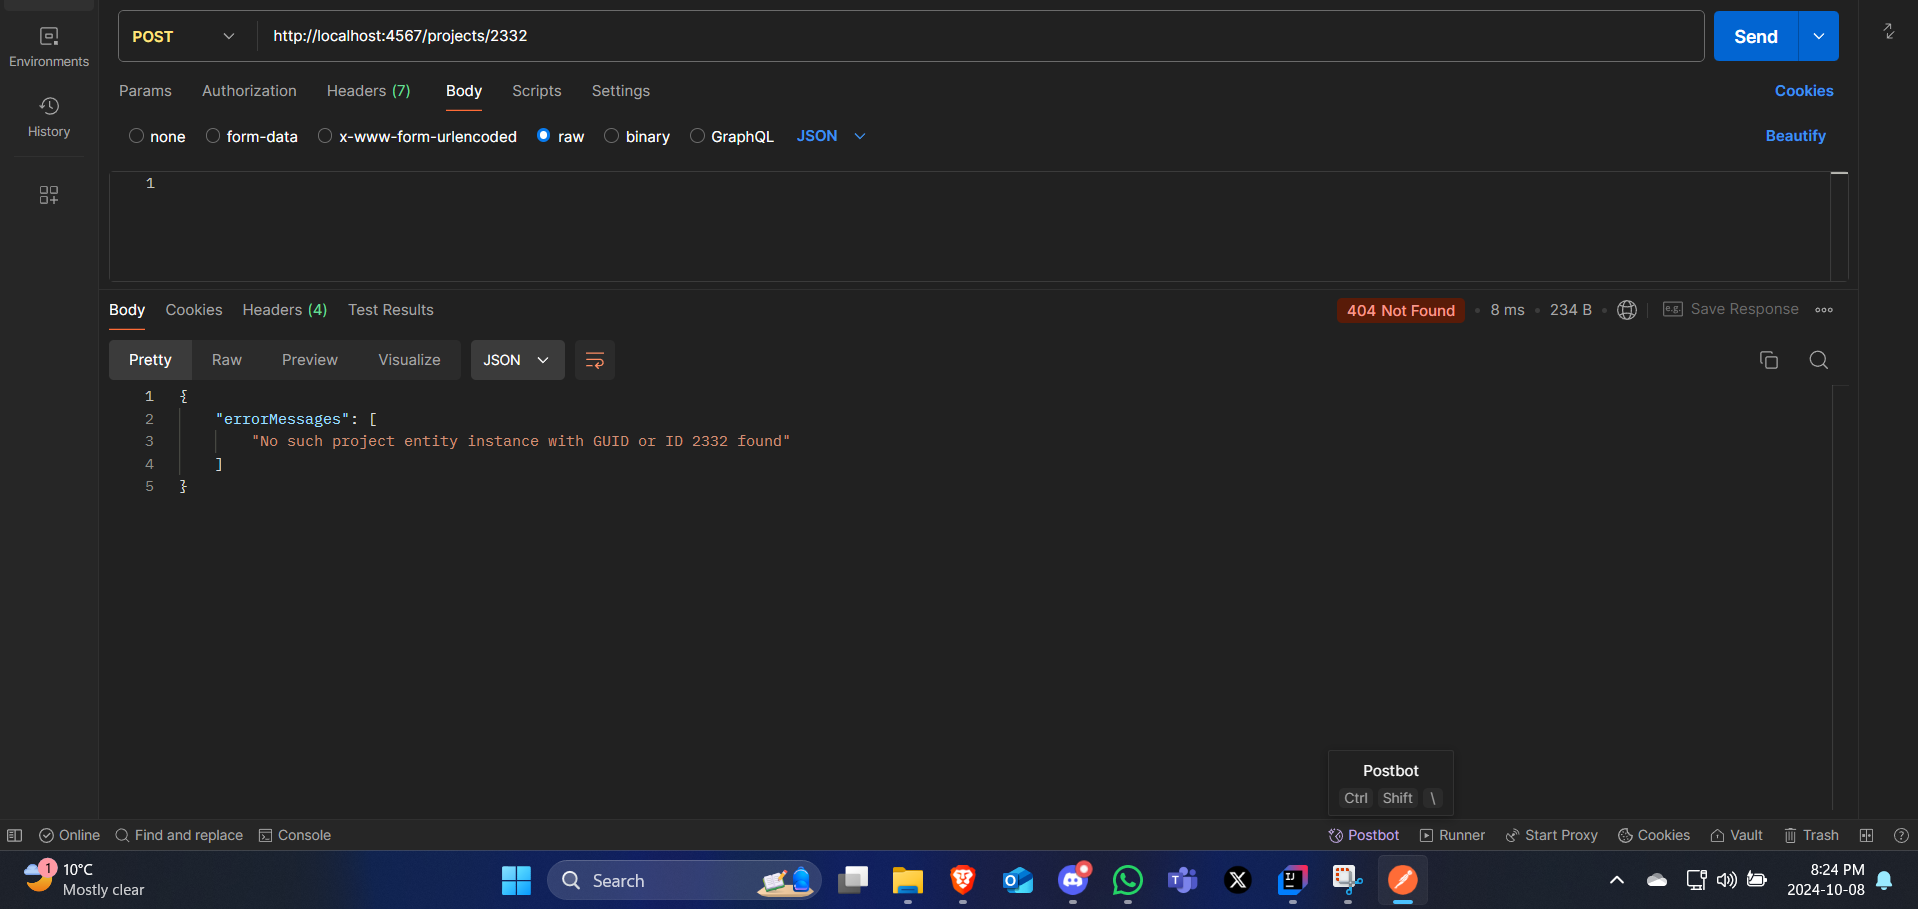 POST
http://localhost:4567/projects/2332
Send
Environments
Params Authorization Headers (7) Body Scripts Settings Cookies
History
none form-data x-www-form-urlencoded raw binary GraphQL JSON Beautify
1
Body Cookies Headers (4) Test Results 404 Not Found • 8 ms • 234 B • e.g. Save Response
Pretty Raw Preview Visualize JSON
1 {
2 "errorMessages": [
3 "No such project entity instance with GUID or ID 2332 found"
4 ]
5 }
Postbot
Ctrl Shift \
Online Find and replace Console Postbot Runner Start Proxy Cookies Vault Trash
1
10°C
Mostly clear
Search
8:24 PM
2024-10-08